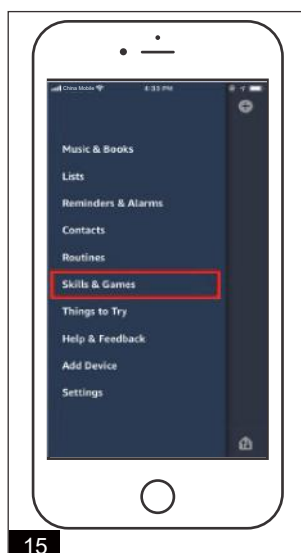 China Mobile 4:33 PM
Music & Books
Lists
Reminders & Alarms
Contacts
Routines
Skills & Games
Things to Try
Help & Feedback
Add Device
Settings
15